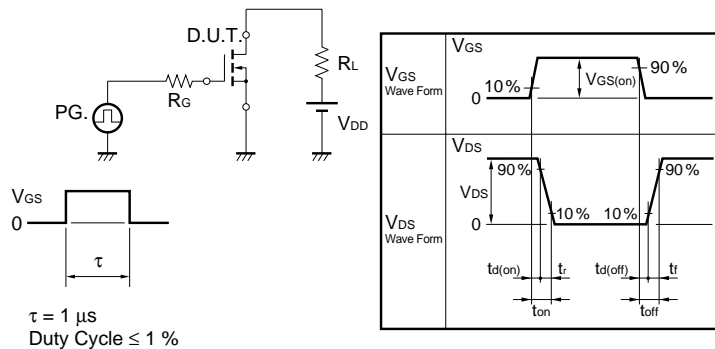 D.U.T.
RL
RG
PG.
VDD
VGS
0
τ
τ = 1 μs
Duty Cycle ≤ 1 %
VGS
Wave Form
VGS
10 %
0
VGS(on)
90 %
VDS
Wave Form
VDS
90 %
VDS
0
10 %
10 %
90 %
td(on)
tr
td(off)
tf
ton
toff